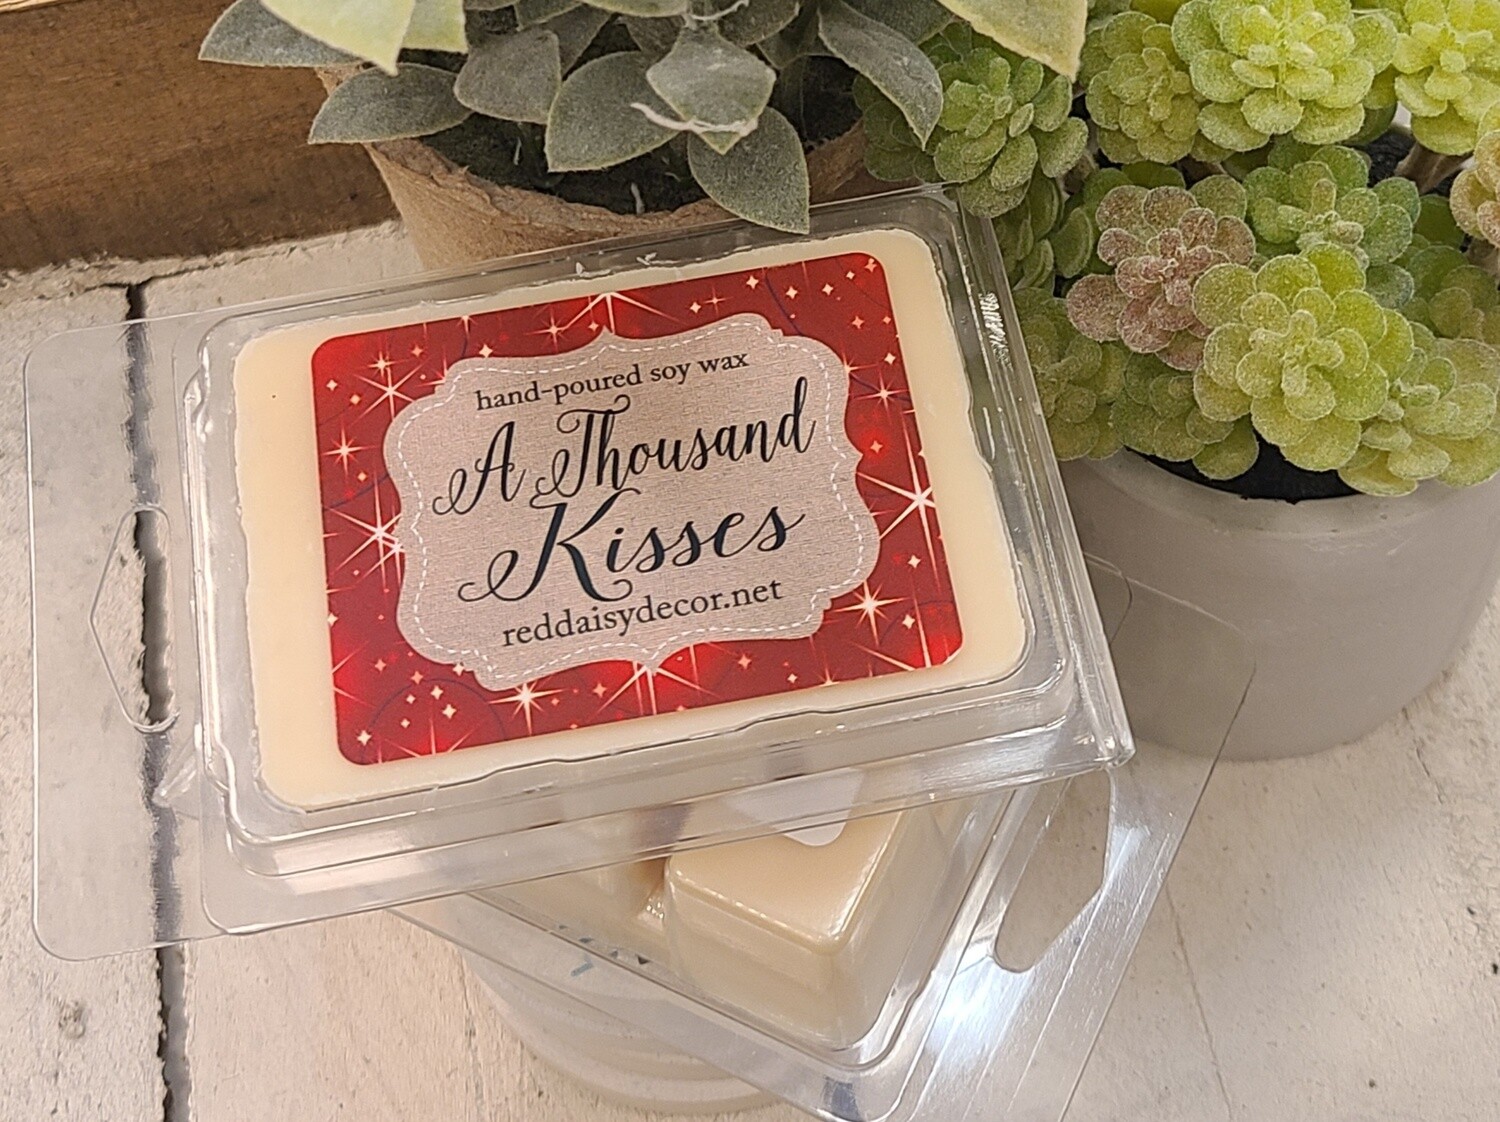 hand-poured soy wax
A Thousand
Kisses
reddaisydecor.net